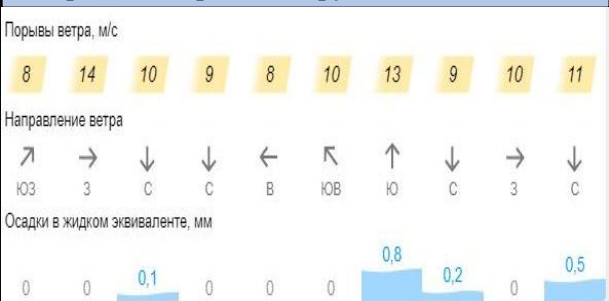 Порывы ветра, м/с
8 14 10 9 8 10 13 9 10 11
Направление ветра
ЮЗ З С С В ЮВ Ю С З С
Осадки в жидком эквиваленте, мм
0 0 0,1 0 0 0 0,8 0,2 0 0,5